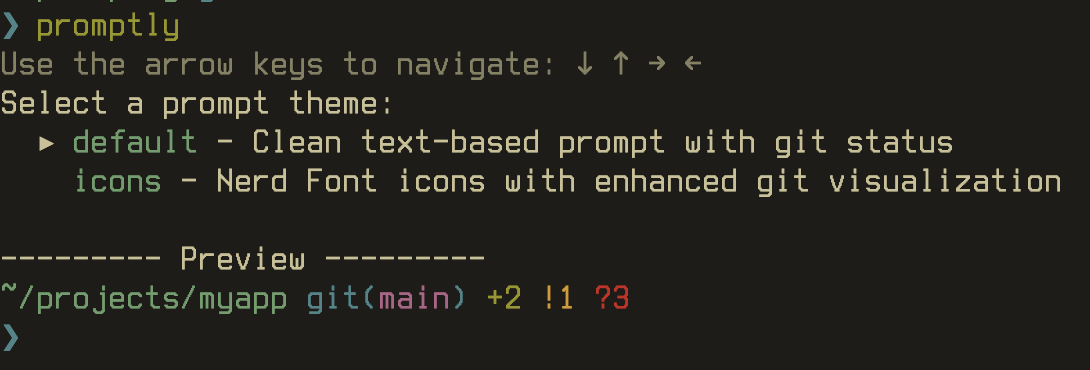 ❯ promptly
Use the arrow keys to navigate: ↓ ↑ → ←
Select a prompt theme:
  ▸ default - Clean text-based prompt with git status
    icons - Nerd Font icons with enhanced git visualization

--------- Preview ---------
~/projects/myapp git(main) +2 !1 ?3
❯